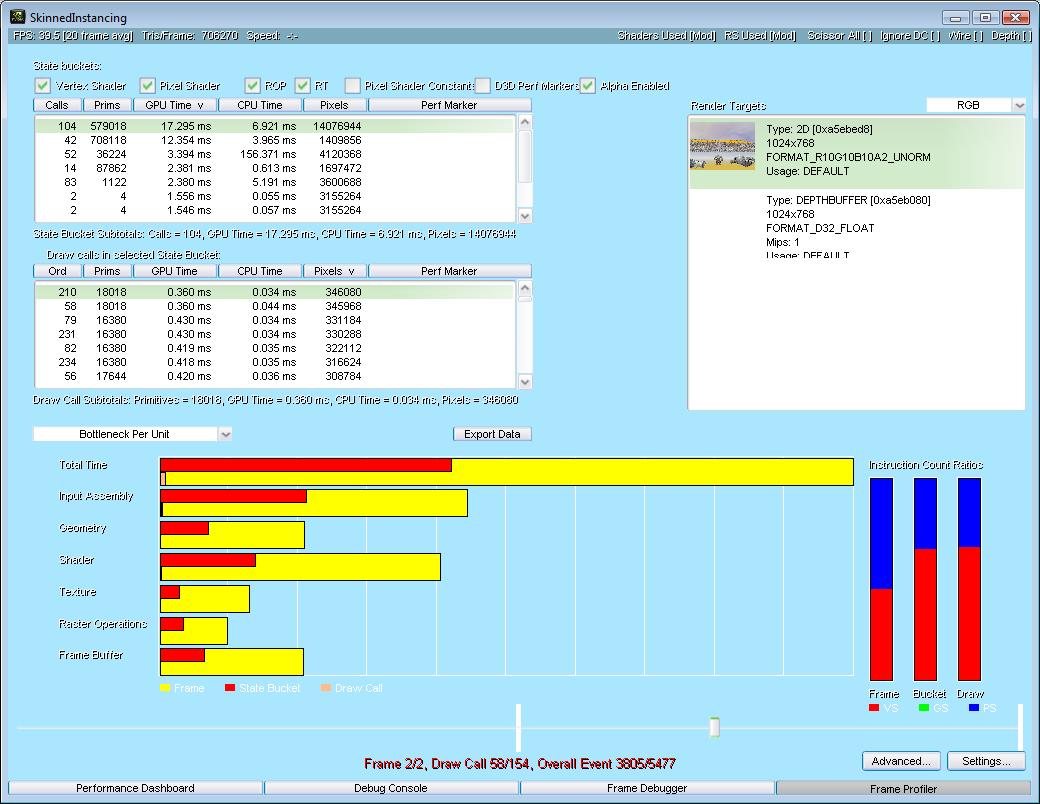 SkinnedInstancing
FPS: 39.5 [20 frame avg] Tris/Frame: 706270 Speed: -:- Shaders Used [Mod] RS Used [Mod] Scissor All [ ] Ignore DC [ ] Wire [ ] Depth [ ]
State buckets:
Vertex Shader Pixel Shader ROP RT Pixel Shader Constants D3D Perf Markers Alpha Enabled
Calls Prims GPU Time v CPU Time Pixels Perf Marker
104 579018 17.295 ms 6.921 ms 14076944
42 708118 12.354 ms 3.965 ms 1409856
52 36224 3.394 ms 156.371 ms 4120368
14 87862 2.381 ms 0.613 ms 1697472
83 1122 2.380 ms 5.191 ms 3600688
2 4 1.556 ms 0.055 ms 3155264
2 4 1.546 ms 0.057 ms 3155264
State Bucket Subtotals: Calls = 104, GPU Time = 17.295 ms, CPU Time = 6.921 ms, Pixels = 14076944
Draw calls in selected State Bucket:
Ord Prims GPU Time CPU Time Pixels v Perf Marker
210 18018 0.360 ms 0.034 ms 346080
58 18018 0.360 ms 0.044 ms 345968
79 16380 0.430 ms 0.034 ms 331184
231 16380 0.430 ms 0.034 ms 330288
82 16380 0.419 ms 0.035 ms 322112
234 16380 0.418 ms 0.035 ms 316624
56 17644 0.420 ms 0.036 ms 308784
Draw Call Subtotals: Primitives = 18018, GPU Time = 0.360 ms, CPU Time = 0.034 ms, Pixels = 346080
Render Targets RGB
Type: 2D [0xa5ebed8]
1024x768
FORMAT_R10G10B10A2_UNORM
Usage: DEFAULT
Type: DEPTHBUFFER [0xa5eb080]
1024x768
FORMAT_D32_FLOAT
Mips: 1
Usage: DEFAULT
Bottleneck Per Unit Export Data
Total Time
Input Assembly
Geometry
Shader
Texture
Raster Operations
Frame Buffer
Frame State Bucket Draw Call
Instruction Count Ratios
Frame Bucket Draw
VS GS PS
Frame 2/2, Draw Call 58/154, Overall Event 3805/5477
Advanced... Settings...
Performance Dashboard Debug Console Frame Debugger Frame Profiler